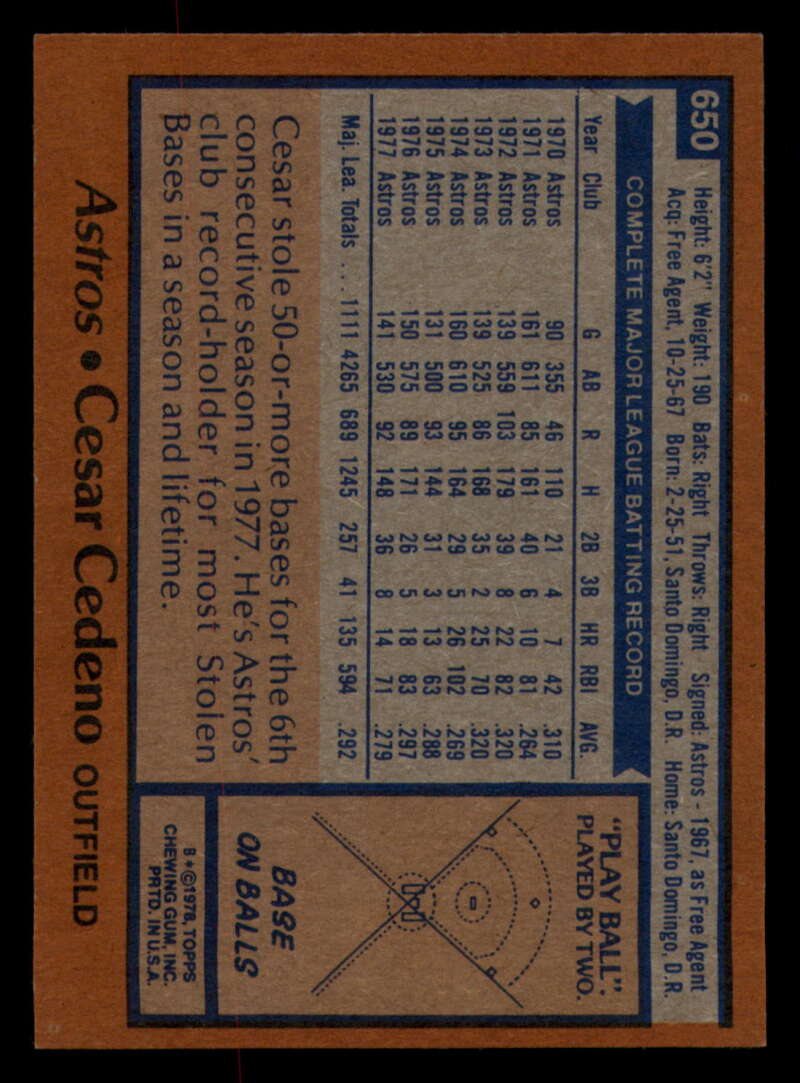 650
Height: 6'2" Weight: 190 Bats: Right Throws: Right Signed: Astros - 1967, as Free Agent
Acq: Free Agent, 10-25-67 Born: 2-25-51, Santo Domingo, D.R. Home: Santo Domingo, D.R.
COMPLETE MAJOR LEAGUE BATTING RECORD
Year Club G AB R H 2B 3B HR RBI AVG.
1970 Astros 90 355 46 110 21 4 7 42 .310
1971 Astros 161 611 85 161 40 6 10 81 .264
1972 Astros 139 559 103 179 39 8 22 82 .320
1973 Astros 139 525 86 168 35 2 25 70 .320
1974 Astros 160 610 95 164 29 5 26 102 .269
1975 Astros 131 500 93 144 31 3 13 63 .288
1976 Astros 150 575 89 171 26 5 18 83 .297
1977 Astros 141 530 92 148 36 8 14 71 .279
Maj. Lea. Totals ... 1111 4265 689 1245 257 41 135 594 .292
Cesar stole 50-or-more bases for the 6th
consecutive season in 1977. He's Astros'
club record-holder for most Stolen
Bases in a season and lifetime.
"PLAY BALL":
PLAYED BY TWO.
BASE
ON BALLS
B*©1978, TOPPS
CHEWING GUM, INC.
PRTD. IN U.S.A.
Astros • Cesar Cedeno OUTFIELD